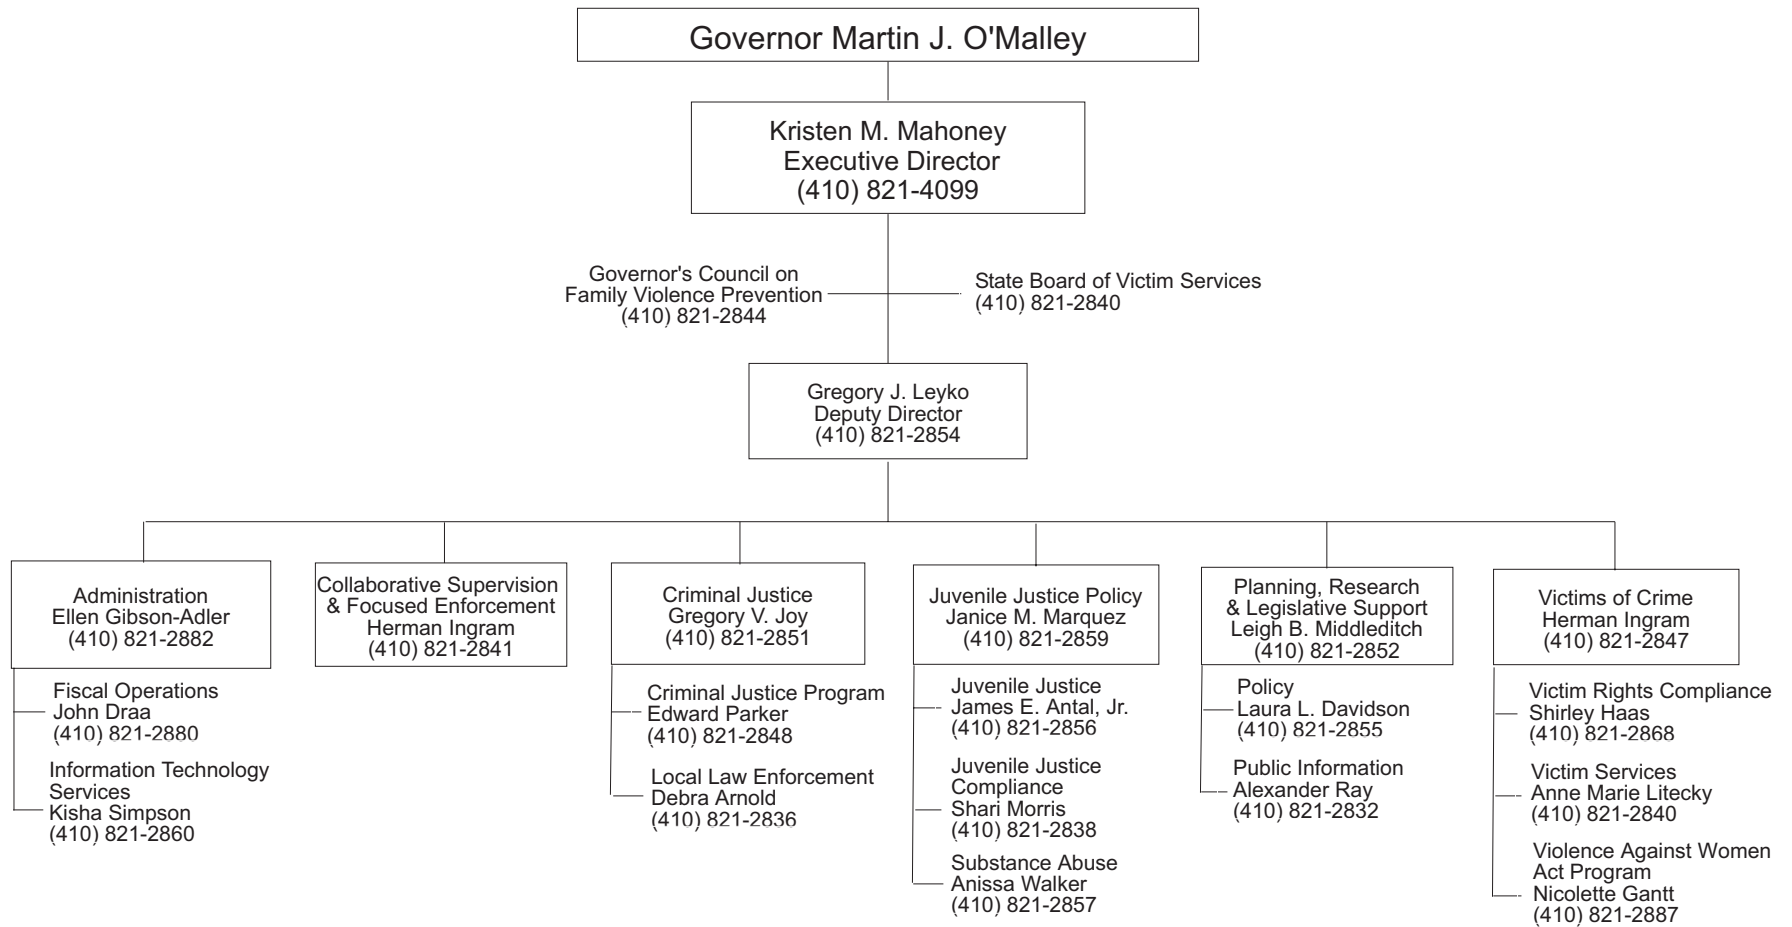 Governor Martin J. O'Malley
Kristen M. Mahoney
Executive Director
(410) 821-4099
Governor's Council on
Family Violence Prevention
(410) 821-2844
State Board of Victim Services
(410) 821-2840
Gregory J. Leyko
Deputy Director
(410) 821-2854
Administration
Ellen Gibson-Adler
(410) 821-2882
Fiscal Operations
John Draa
(410) 821-2880
Information Technology
Services
Kisha Simpson
(410) 821-2860
Collaborative Supervision
& Focused Enforcement
Herman Ingram
(410) 821-2841
Criminal Justice
Gregory V. Joy
(410) 821-2851
Criminal Justice Program
Edward Parker
(410) 821-2848
Local Law Enforcement
Debra Arnold
(410) 821-2836
Juvenile Justice Policy
Janice M. Marquez
(410) 821-2859
Juvenile Justice
James E. Antal, Jr.
(410) 821-2856
Juvenile Justice
Compliance
Shari Morris
(410) 821-2838
Substance Abuse
Anissa Walker
(410) 821-2857
Planning, Research
& Legislative Support
Leigh B. Middleditch
(410) 821-2852
Policy
Laura L. Davidson
(410) 821-2855
Public Information
Alexander Ray
(410) 821-2832
Victims of Crime
Herman Ingram
(410) 821-2847
Victim Rights Compliance
Shirley Haas
(410) 821-2868
Victim Services
Anne Marie Litecky
(410) 821-2840
Violence Against Women
Act Program
Nicolette Gantt
(410) 821-2887